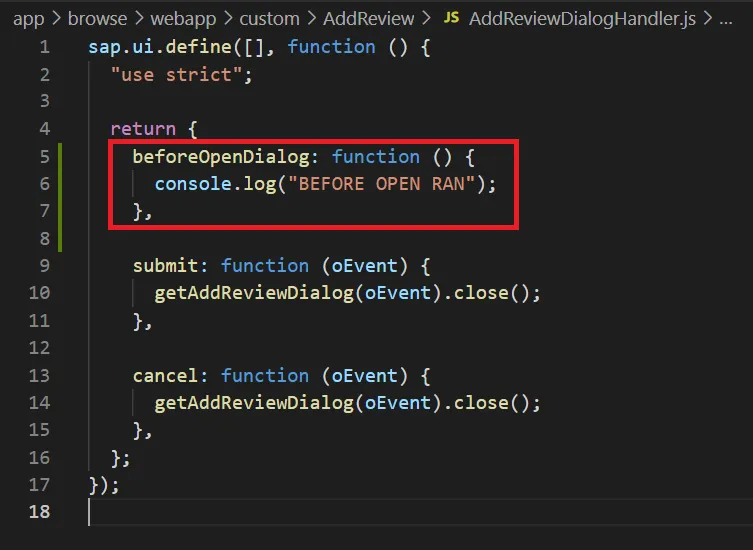 app > browse > webapp > custom > AddReview > JS AddReviewDialogHandler.js > ...
1 sap.ui.define([], function () {
2   "use strict";
3
4   return {
5     beforeOpenDialog: function () {
6       console.log("BEFORE OPEN RAN");
7     },
8
9     submit: function (oEvent) {
10       getAddReviewDialog(oEvent).close();
11     },
12
13     cancel: function (oEvent) {
14       getAddReviewDialog(oEvent).close();
15     },
16   };
17 });
18